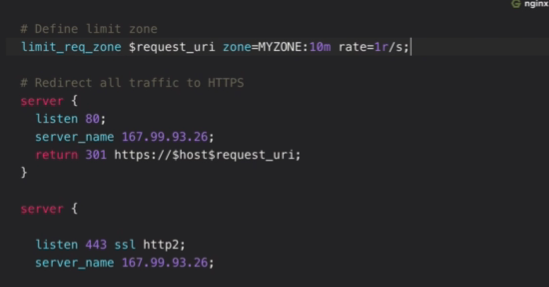 nginx
# Define limit zone
limit_req_zone $request_uri zone=MYZONE:10m rate=1r/s;
# Redirect all traffic to HTTPS
server {
listen 80;
server_name 167.99.93.26;
return 301 https://$host$request_uri;
}
server {
listen 443 ssl http2;
server_name 167.99.93.26;